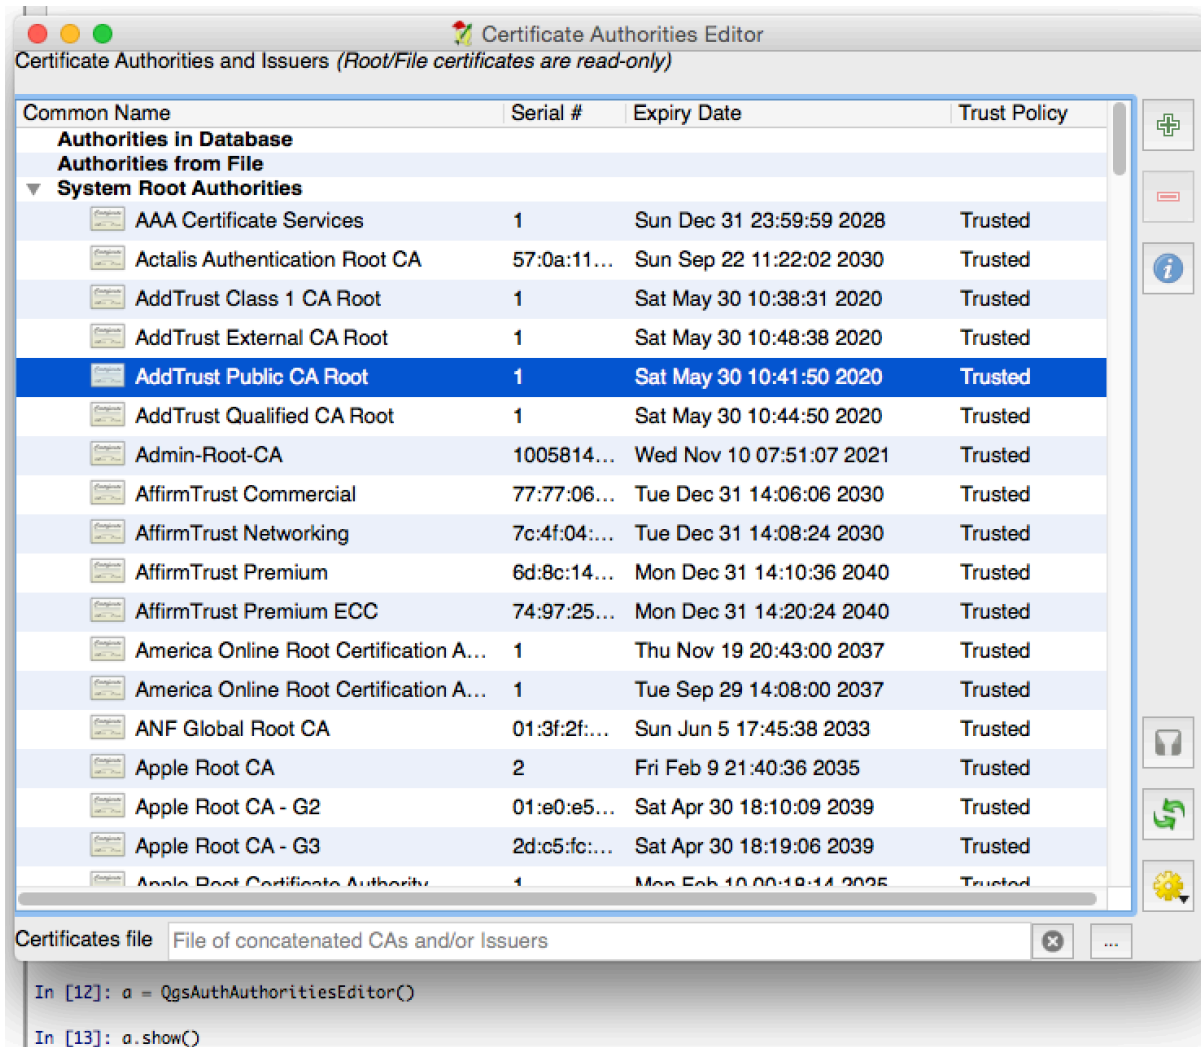 Certificate Authorities Editor
Certificate Authorities and Issuers (Root/File certificates are read-only)
Common Name Serial # Expiry Date Trust Policy
Authorities in Database
Authorities from File
System Root Authorities
AAA Certificate Services 1 Sun Dec 31 23:59:59 2028 Trusted
Actalis Authentication Root CA 57:0a:11... Sun Sep 22 11:22:02 2030 Trusted
AddTrust Class 1 CA Root 1 Sat May 30 10:38:31 2020 Trusted
AddTrust External CA Root 1 Sat May 30 10:48:38 2020 Trusted
AddTrust Public CA Root 1 Sat May 30 10:41:50 2020 Trusted
AddTrust Qualified CA Root 1 Sat May 30 10:44:50 2020 Trusted
Admin-Root-CA 1005814... Wed Nov 10 07:51:07 2021 Trusted
AffirmTrust Commercial 77:77:06... Tue Dec 31 14:06:06 2030 Trusted
AffirmTrust Networking 7c:4f:04:... Tue Dec 31 14:08:24 2030 Trusted
AffirmTrust Premium 6d:8c:14... Mon Dec 31 14:10:36 2040 Trusted
AffirmTrust Premium ECC 74:97:25... Mon Dec 31 14:20:24 2040 Trusted
America Online Root Certification A... 1 Thu Nov 19 20:43:00 2037 Trusted
America Online Root Certification A... 1 Tue Sep 29 14:08:00 2037 Trusted
ANF Global Root CA 01:3f:2f:... Sun Jun 5 17:45:38 2033 Trusted
Apple Root CA 2 Fri Feb 9 21:40:36 2035 Trusted
Apple Root CA - G2 01:e0:e5... Sat Apr 30 18:10:09 2039 Trusted
Apple Root CA - G3 2d:c5:fc:... Sat Apr 30 18:19:06 2039 Trusted
Apple Root Certificate Authority 1 Mon Feb 10 00:18:14 2025 Trusted
Certificates file File of concatenated CAs and/or Issuers ...
In [12]: a = QgsAuthAuthoritiesEditor()
In [13]: a.show()